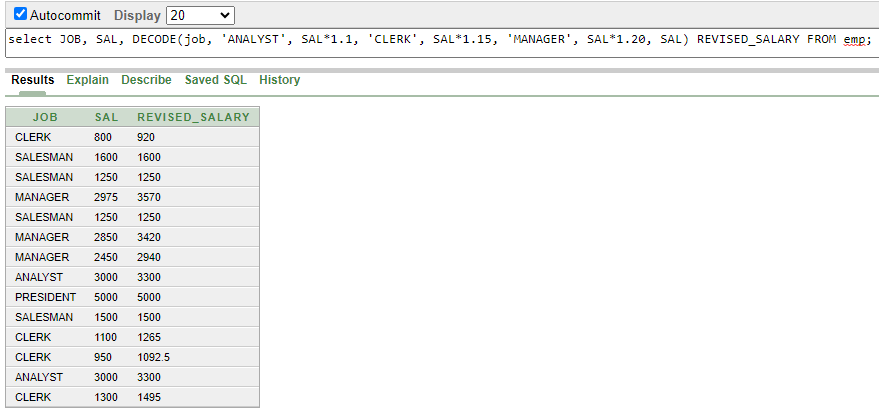 Autocommit Display 20
select JOB, SAL, DECODE(job, 'ANALYST', SAL*1.1, 'CLERK', SAL*1.15, 'MANAGER', SAL*1.20, SAL) REVISED_SALARY FROM emp;
Results Explain Describe Saved SQL History
JOB SAL REVISED_SALARY
CLERK 800 920
SALESMAN 1600 1600
SALESMAN 1250 1250
MANAGER 2975 3570
SALESMAN 1250 1250
MANAGER 2850 3420
MANAGER 2450 2940
ANALYST 3000 3300
PRESIDENT 5000 5000
SALESMAN 1500 1500
CLERK 1100 1265
CLERK 950 1092.5
ANALYST 3000 3300
CLERK 1300 1495